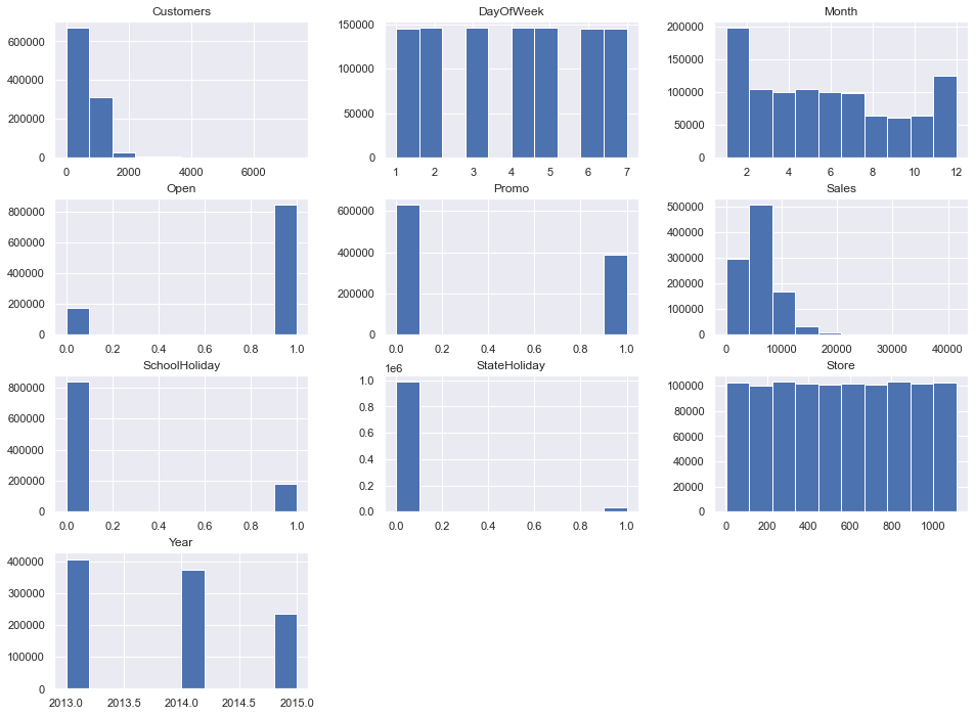 Customers
600000
400000
200000
0
0 2000 4000 6000
DayOfWeek
150000
100000
50000
0
1 2 3 4 5 6 7
Month
200000
150000
100000
50000
0
2 4 6 8 10 12
Open
800000
600000
400000
200000
0
0.0 0.2 0.4 0.6 0.8 1.0
Promo
600000
400000
200000
0
0.0 0.2 0.4 0.6 0.8 1.0
Sales
500000
400000
300000
200000
100000
0
0 10000 20000 30000 40000
SchoolHoliday
800000
600000
400000
200000
0
0.0 0.2 0.4 0.6 0.8 1.0
StateHoliday
1e6
1.0
0.8
0.6
0.4
0.2
0.0
0.0 0.2 0.4 0.6 0.8 1.0
Store
100000
80000
60000
40000
20000
0
0 200 400 600 800 1000
Year
400000
300000
200000
100000
0
2013.0 2013.5 2014.0 2014.5 2015.0